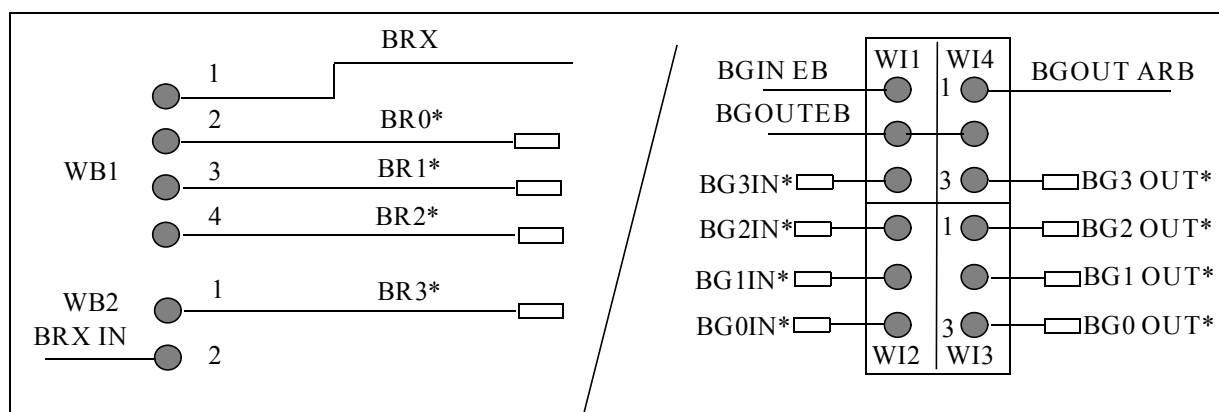 BRX
1
2
BR0*
WB1
3
BR1*
4
BR2*
WB2
1
BR3*
BRX IN
2
WI1 WI4
BGIN EB
1
BGOUT ARB
BGOUTEB
BG3IN*
3
BG3 OUT*
BG2IN*
1
BG2 OUT*
BG1IN*
BG1 OUT*
BG0IN*
3
BG0 OUT*
WI2 WI3